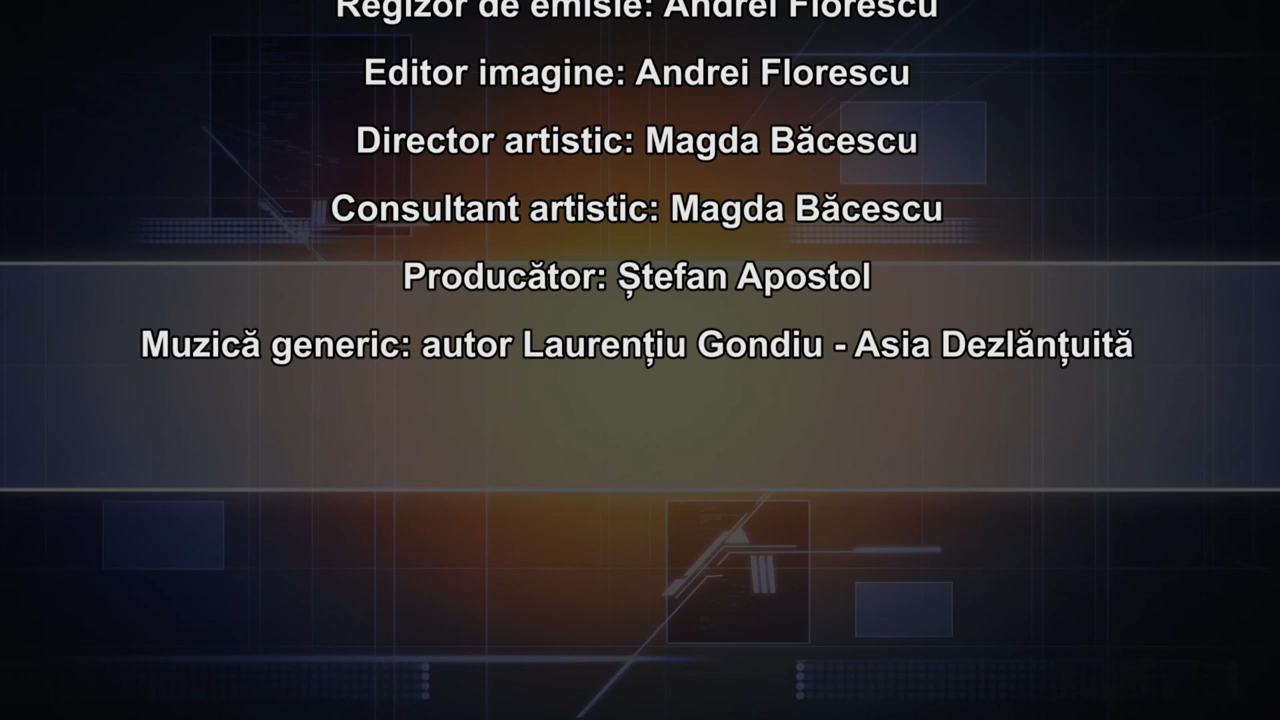 Regizor de emisie: Andrei Florescu
Editor imagine: Andrei Florescu
Director artistic: Magda Băcescu
Consultant artistic: Magda Băcescu
Producător: Ștefan Apostol
Muzică generic: autor Laurențiu Gondiu - Asia Dezlănțuită